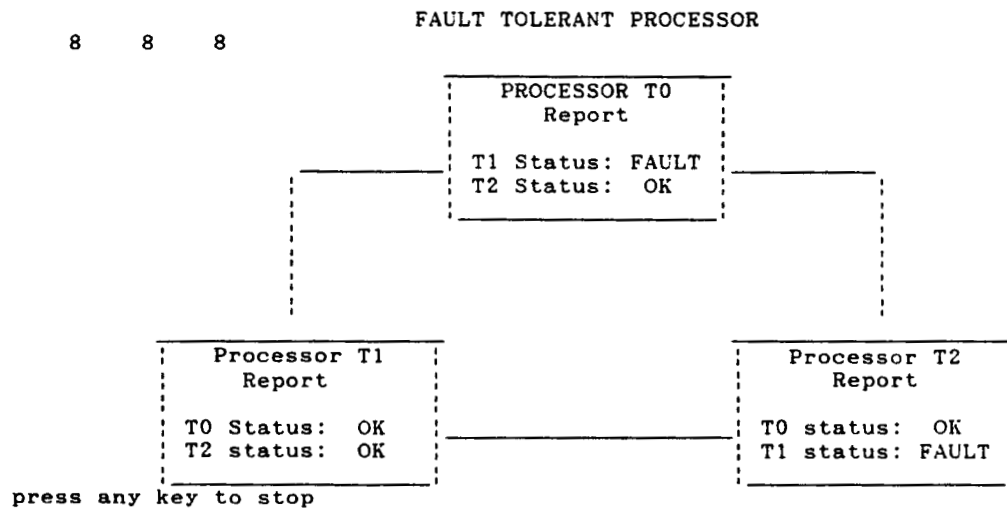 FAULT TOLERANT PROCESSOR
8 8 8
PROCESSOR T0
Report
T1 Status: FAULT
T2 Status: OK
Processor T1
Report
T0 Status: OK
T2 status: OK
Processor T2
Report
T0 status: OK
T1 status: FAULT
press any key to stop